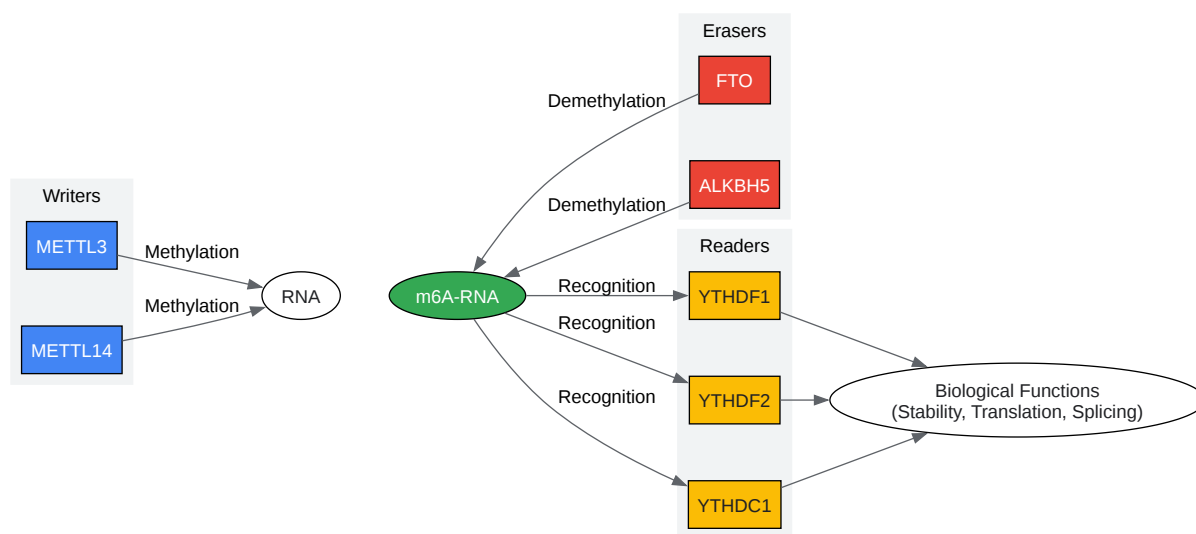 Writers
METTL3
METTL14
Methylation
Methylation
RNA
m6A-RNA
Erasers
FTO
ALKBH5
Demethylation
Demethylation
Recognition
Recognition
Recognition
Readers
YTHDF1
YTHDF2
YTHDC1
Biological Functions
(Stability, Translation, Splicing)